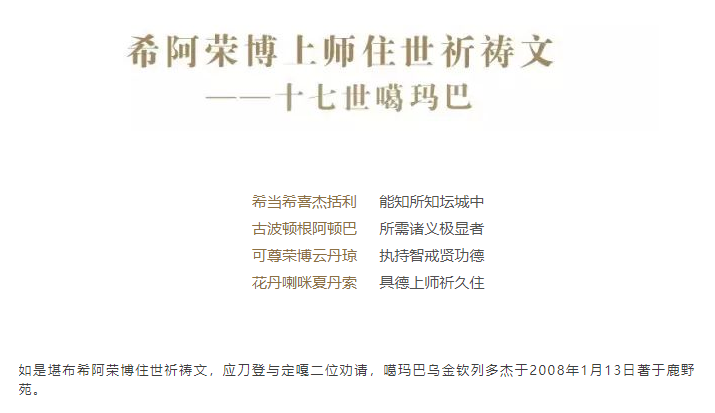 希阿荣博上师住世祈祷文
——十七世噶玛巴
希当希喜杰括利 能知所知坛城中
古波顿根阿顿巴 所需诸义极显者
可尊荣博云丹琼 执持智戒贤功德
花丹喇咪夏丹索 具德上师祈久住
如是堪布希阿荣博住世祈祷文，应刀登与定嘎二位劝请，噶玛巴乌金钦列多杰于2008年1月13日著于鹿野
苑。